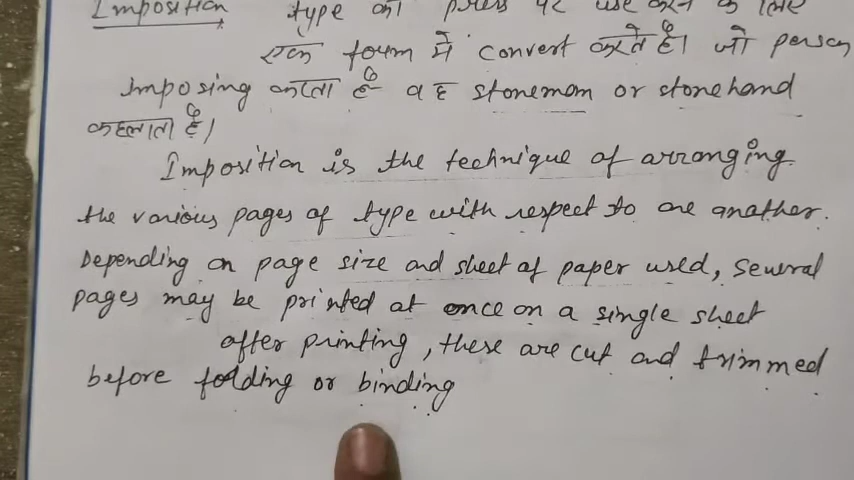 Imposition type को press पर use करने के लिए
एक form में convert करते है। जो person
imposing करता है वह stoneman or stonehand
कहलाता है।
Imposition is the technique of arranging
the various pages of type with respect to one another.
Depending on page size and sheet of paper used, several
pages may be printed at once on a single sheet
after printing, these are cut and trimmed
before folding or binding